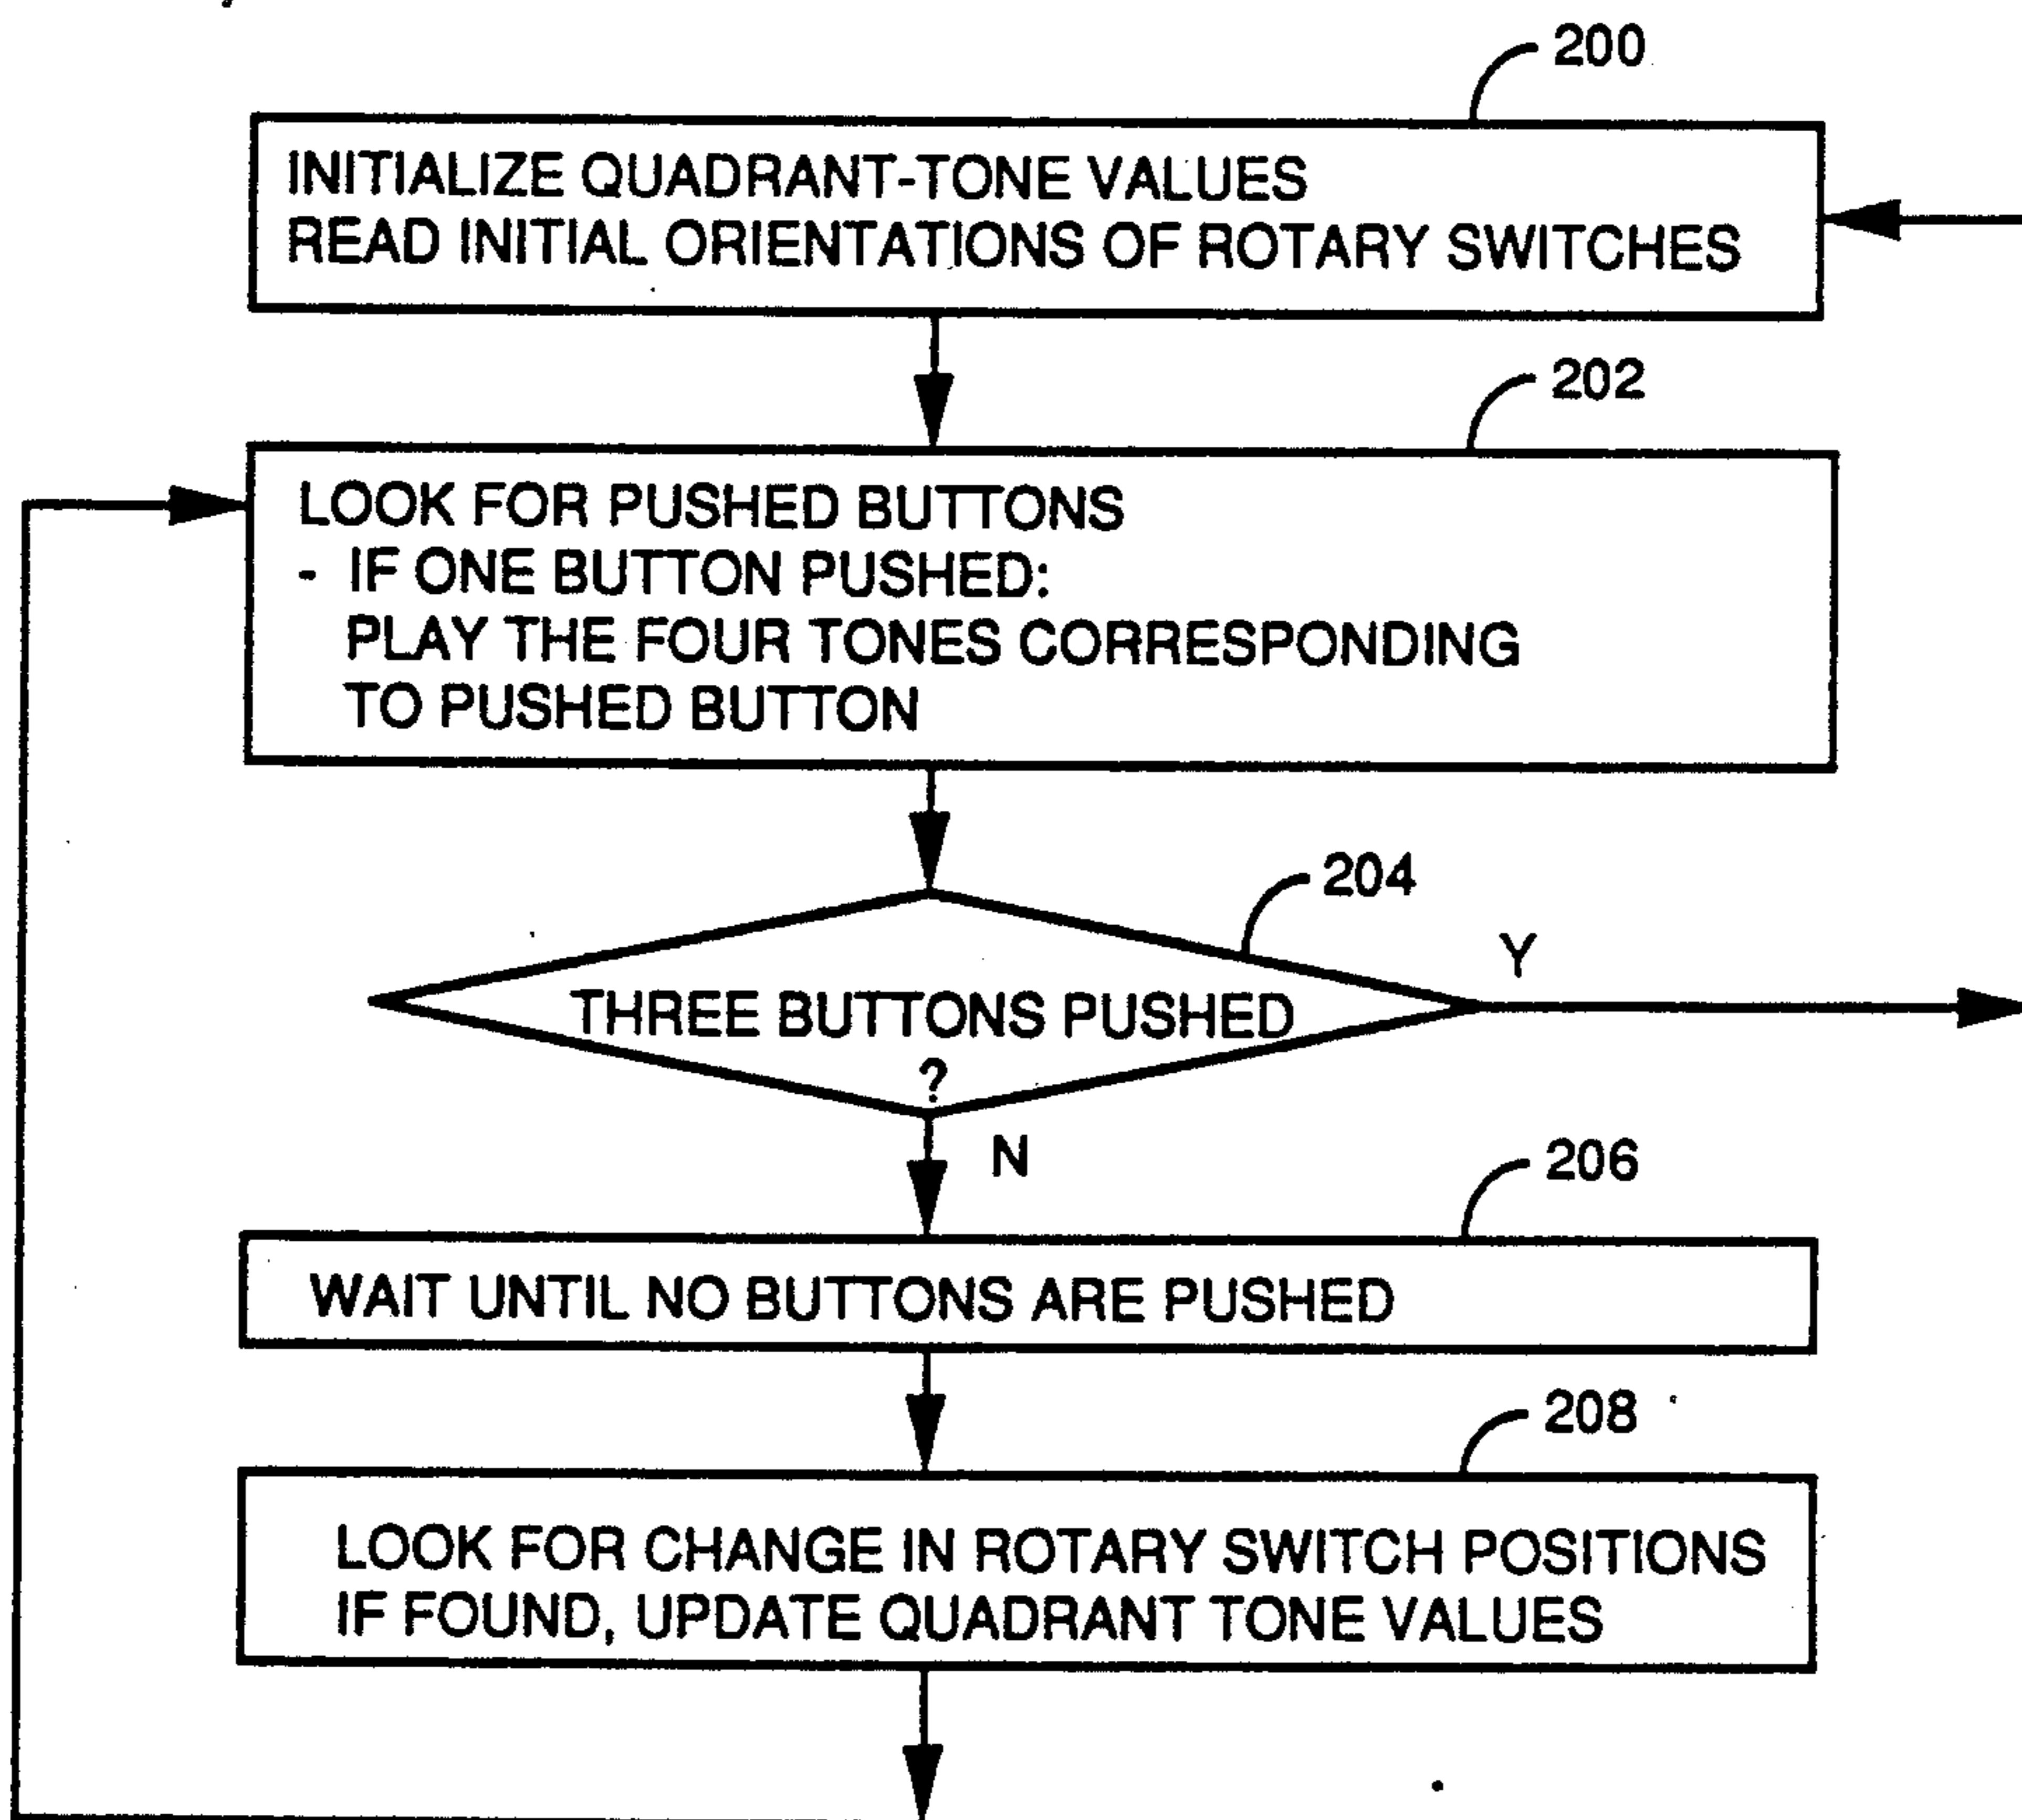 200
INITIALIZE QUADRANT-TONE VALUES
READ INITIAL ORIENTATIONS OF ROTARY SWITCHES
202
LOOK FOR PUSHED BUTTONS
- IF ONE BUTTON PUSHED:
PLAY THE FOUR TONES CORRESPONDING
TO PUSHED BUTTON
204
Y
THREE BUTTONS PUSHED
?
N
206
WAIT UNTIL NO BUTTONS ARE PUSHED
208
LOOK FOR CHANGE IN ROTARY SWITCH POSITIONS
IF FOUND, UPDATE QUADRANT TONE VALUES